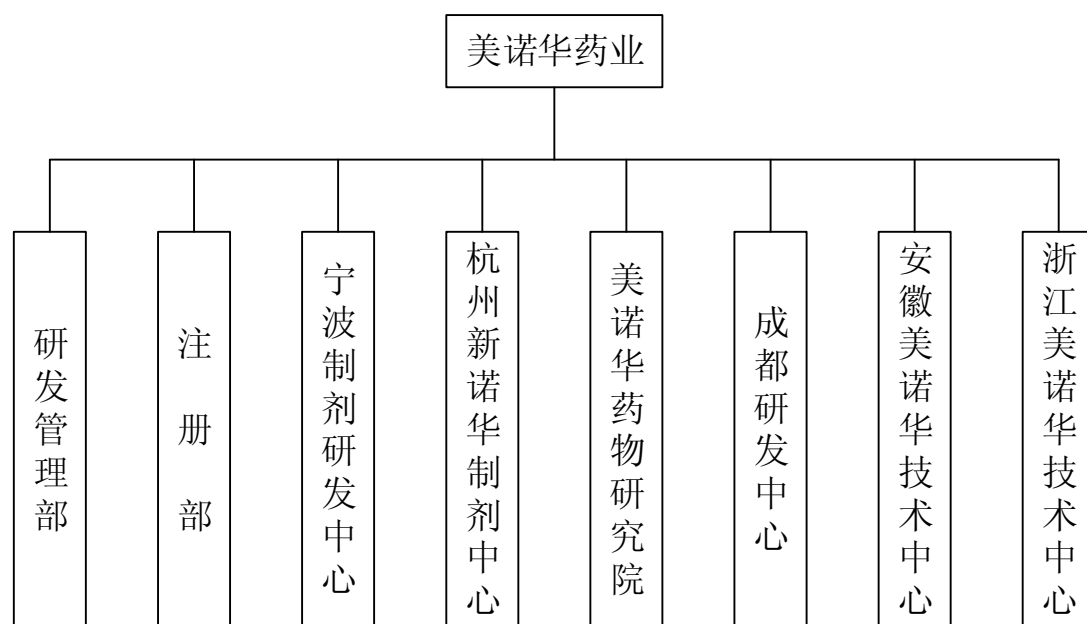 美诺华药业
研发管理部
注册部
宁波制剂研发中心
杭州新诺华制剂中心
美诺华药物研究院
成都研发中心
安徽美诺华技术中心
浙江美诺华技术中心